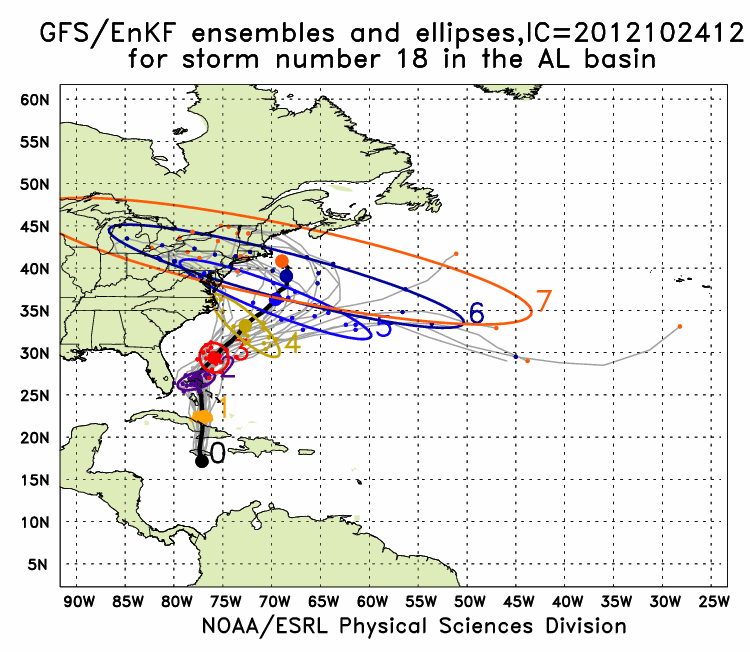 GFS/EnKF ensembles and ellipses,IC=2012102412
for storm number 18 in the AL basin
60N
55N
50N
45N
40N
35N
30N
25N
20N
15N
10N
5N
7
6
5
4
3
2
1
0
90W 85W 80W 75W 70W 65W 60W 55W 50W 45W 40W 35W 30W 25W
NOAA/ESRL Physical Sciences Division